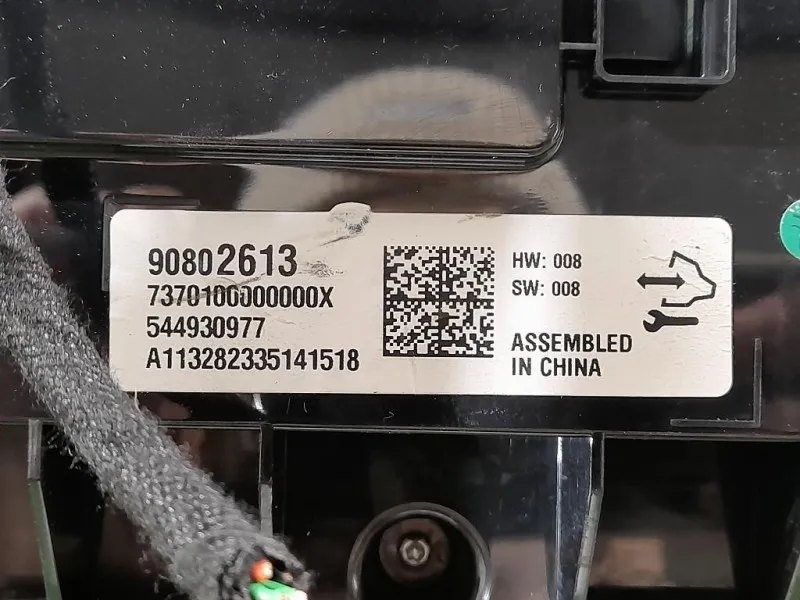 90802613
7370100000000X
544930977
A113282335141518
HW: 008
SW: 008
ASSEMBLED
IN CHINA